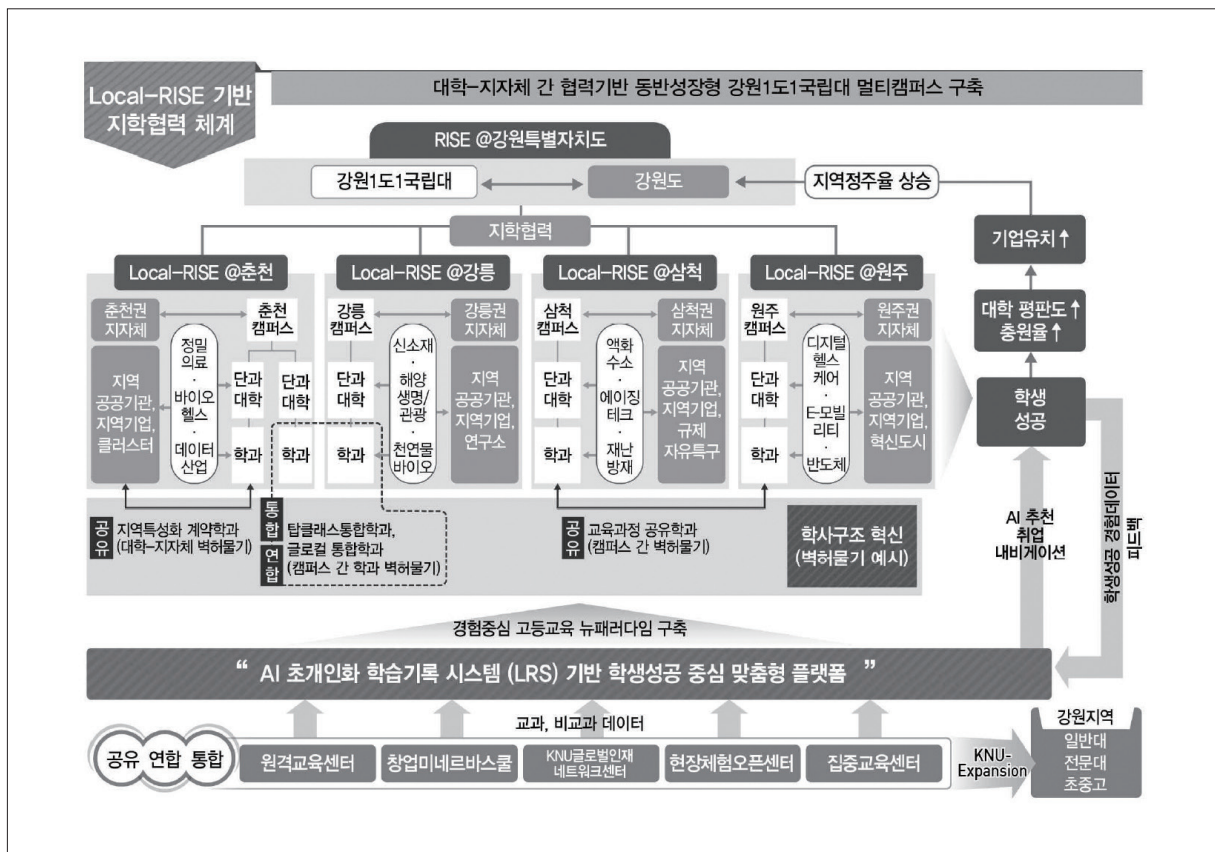 Local-RISE 기반
지학협력 체계
대학-지자체 간 협력기반 동반성장형 강원1도1국립대 멀티캠퍼스 구축
RISE @강원특별자치도
강원1도1국립대
강원도
지역정주율 상승
지학협력
기업유치↑
대학 평판도↑
충원율↑
학생
성공
Local-RISE @춘천
춘천권
지자체
춘천
캠퍼스
지역
공공기관,
지역기업,
클러스터
정밀
의료
·
바이오
헬스
·
데이터
산업
단과
대학
단과
대학
학과
학과
Local-RISE @강릉
강릉
캠퍼스
강릉권
지자체
단과
대학
학과
신소재
·
해양
생명/
관광
·
천연물
바이오
지역
공공기관,
지역기업,
연구소
Local-RISE @삼척
삼척
캠퍼스
삼척권
지자체
단과
대학
학과
액화
수소
·
에이징
테크
·
재난
방재
지역
공공기관,
지역기업,
규제
자유특구
Local-RISE @원주
원주
캠퍼스
원주권
지자체
단과
대학
학과
디지털
헬스
케어
·
E-모빌
리티
·
반도체
지역
공공기관,
지역기업,
혁신도시
공유
지역특성화 계약학과
(대학-지자체 벽허물기)
통합
연합
탑클래스통합학과,
글로컬 통합학과
(캠퍼스 간 학과 벽허물기)
공유
교육과정 공유학과
(캠퍼스 간 벽허물기)
학사구조 혁신
(벽허물기 예시)
AI 추천
취업
내비게이션
학생성공 경험데이터
피드백
경험중심 고등교육 뉴패러다임 구축
“ AI 초개인화 학습기록 시스템 (LRS) 기반 학생성공 중심 맞춤형 플랫폼 ”
교과, 비교과 데이터
공유 연합 통합
원격교육센터
창업미네르바스쿨
KNU글로벌인재
네트워크센터
현장체험오픈센터
집중교육센터
KNU-
Expansion
강원지역
일반대
전문대
초중고